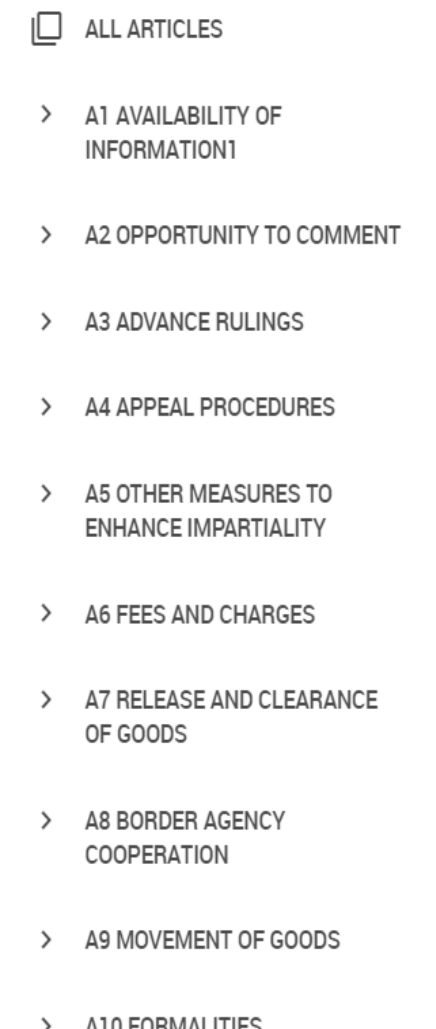 ALL ARTICLES
A1 AVAILABILITY OF
INFORMATION1
A2 OPPORTUNITY TO COMMENT
A3 ADVANCE RULINGS
A4 APPEAL PROCEDURES
A5 OTHER MEASURES TO
ENHANCE IMPARTIALITY
A6 FEES AND CHARGES
A7 RELEASE AND CLEARANCE
OF GOODS
A8 BORDER AGENCY
COOPERATION
A9 MOVEMENT OF GOODS
A10 FORMALITIES